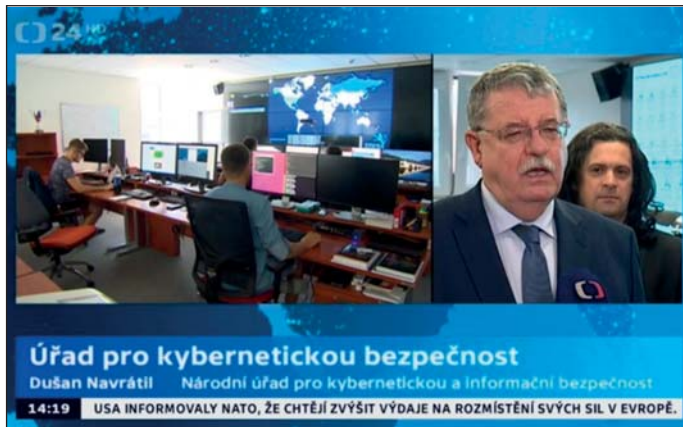 24 HD
Úřad pro kybernetickou bezpečnost
Dušan Navrátil Národní úřad pro kybernetickou a informační bezpečnost
14:19 USA INFORMOVALY NATO, ŽE CHTĚJÍ ZVÝŠIT VÝDAJE NA ROZMÍSTĚNÍ SVÝCH SIL V EVROPĚ.